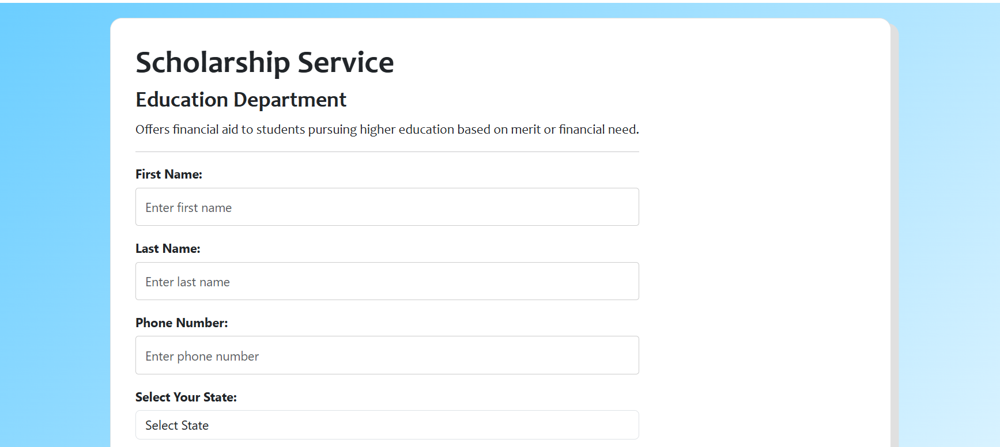 Scholarship Service
Education Department
Offers financial aid to students pursuing higher education based on merit or financial need.
First Name:
Enter first name
Last Name:
Enter last name
Phone Number:
Enter phone number
Select Your State:
Select State